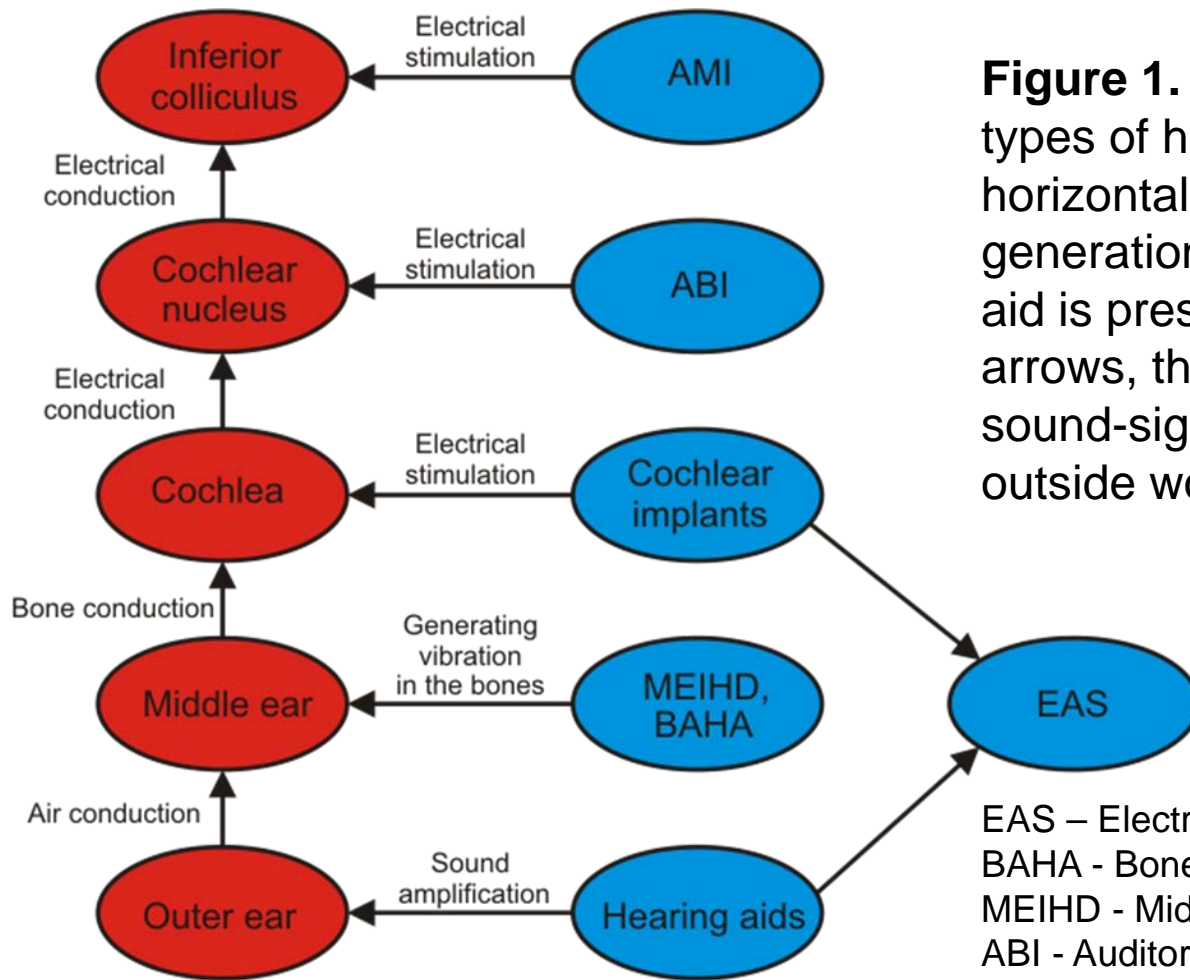 Inferior
colliculus
Electrical
stimulation
AMI
Electrical
conduction
Cochlear
nucleus
Electrical
stimulation
ABI
Electrical
conduction
Cochlea
Electrical
stimulation
Cochlear
implants
Bone conduction
Middle ear
Generating
vibration
in the bones
MEIHD,
BAHA
EAS
Air conduction
Outer ear
Sound
amplification
Hearing aids
Figure 1.
types of h
horizontal
generation
aid is pres
arrows, th
sound-sig
outside w
EAS – Electr
BAHA - Bone
MEIHD - Mid
ABI - Auditor